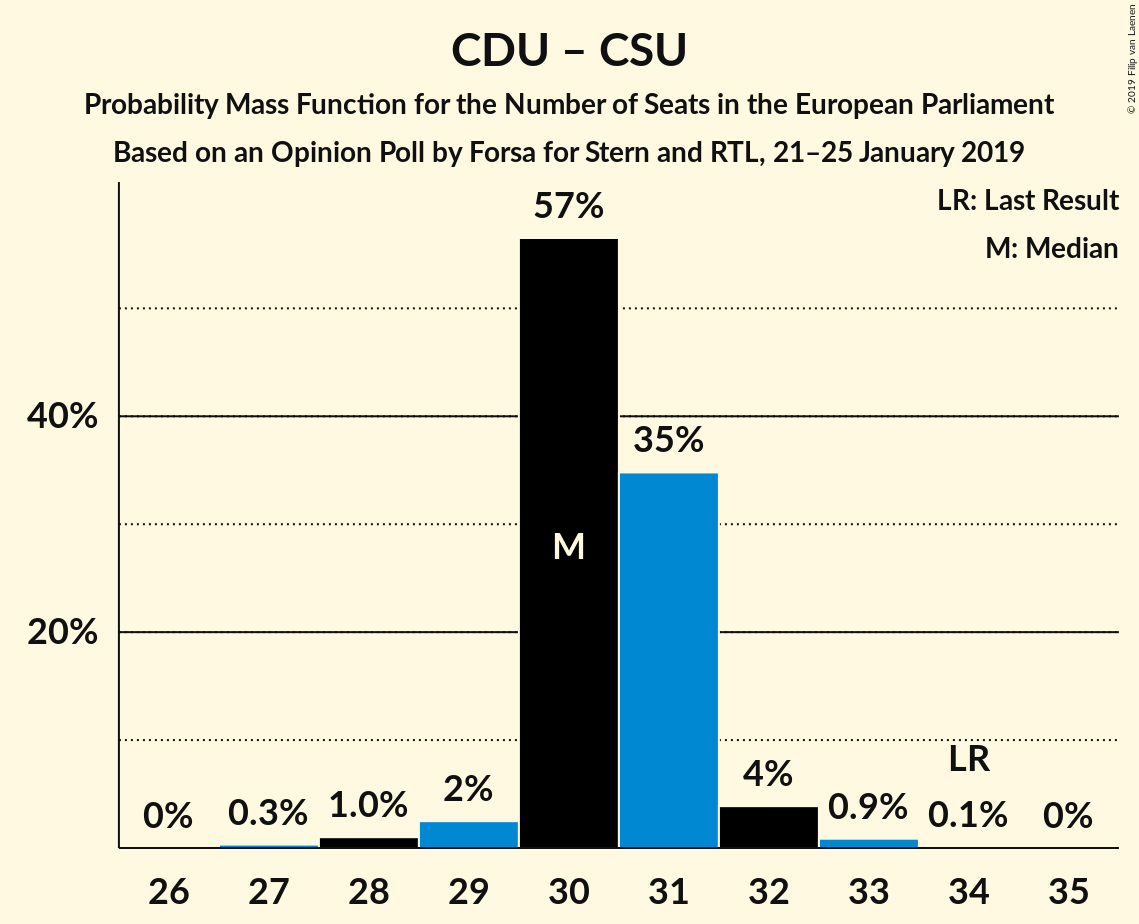 CDU – CSU
Probability Mass Function for the Number of Seats in the European Parliament
Based on an Opinion Poll by Forsa for Stern and RTL, 21–25 January 2019
© 2019 Filip van Laenen
LR: Last Result
M: Median
57%
40%
35%
M
20%
LR
0% 0.3% 1.0% 2% 4% 0.9% 0.1% 0%
26 27 28 29 30 31 32 33 34 35